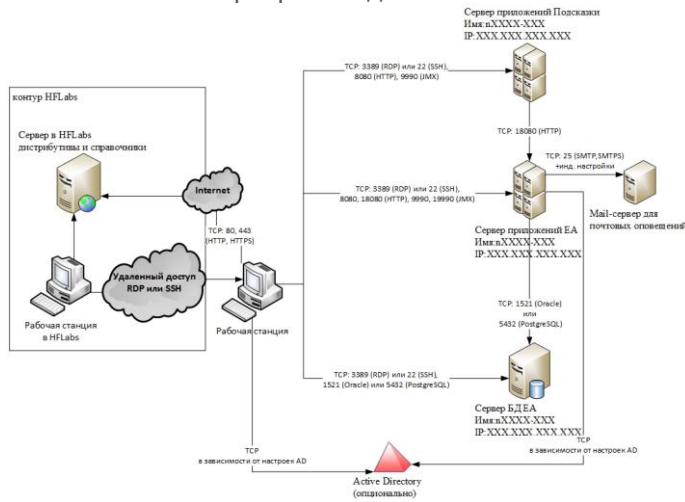 Сервер приложений Подсказки
Имя:nXXXX-XXX
IP:XXX.XXX.XXX.XXX
TCP: 3389 (RDP) или 22 (SSH),
8080 (HTTP), 9990 (JMX)
контур HFLabs
Сервер в HFLabs
дистрибутивы и справочники
TCP: 18080 (HTTP)
TCP: 25 (SMTP,SMTPS)
+инд. настройки
Internet
TCP: 3389 (RDP) или 22 (SSH),
8080, 18080 (HTTP), 9990, 19990 (JMX)
Mail-сервер для
почтовых оповещений
TCP: 80, 443
(HTTP, HTTPS)
Сервер приложений ЕА
Имя:nXXXX-XXX
IP:XXX.XXX.XXX.XXX
Удаленный доступ
RDP или SSH
Рабочая станция
в HFLabs
Рабочая станция
TCP: 1521 (Oracle)
или
5432 (PostgreSQL)
TCP: 3389 (RDP) или 22 (SSH),
1521 (Oracle) или 5432 (PostgreSQL)
Сервер БД ЕА
Имя:nXXXX-XXX
IP:XXX.XXX.XXX.XXX
TCP
в зависимости от настроек AD
TCP
в зависимости от настроек AD
Active Directory
(опционально)